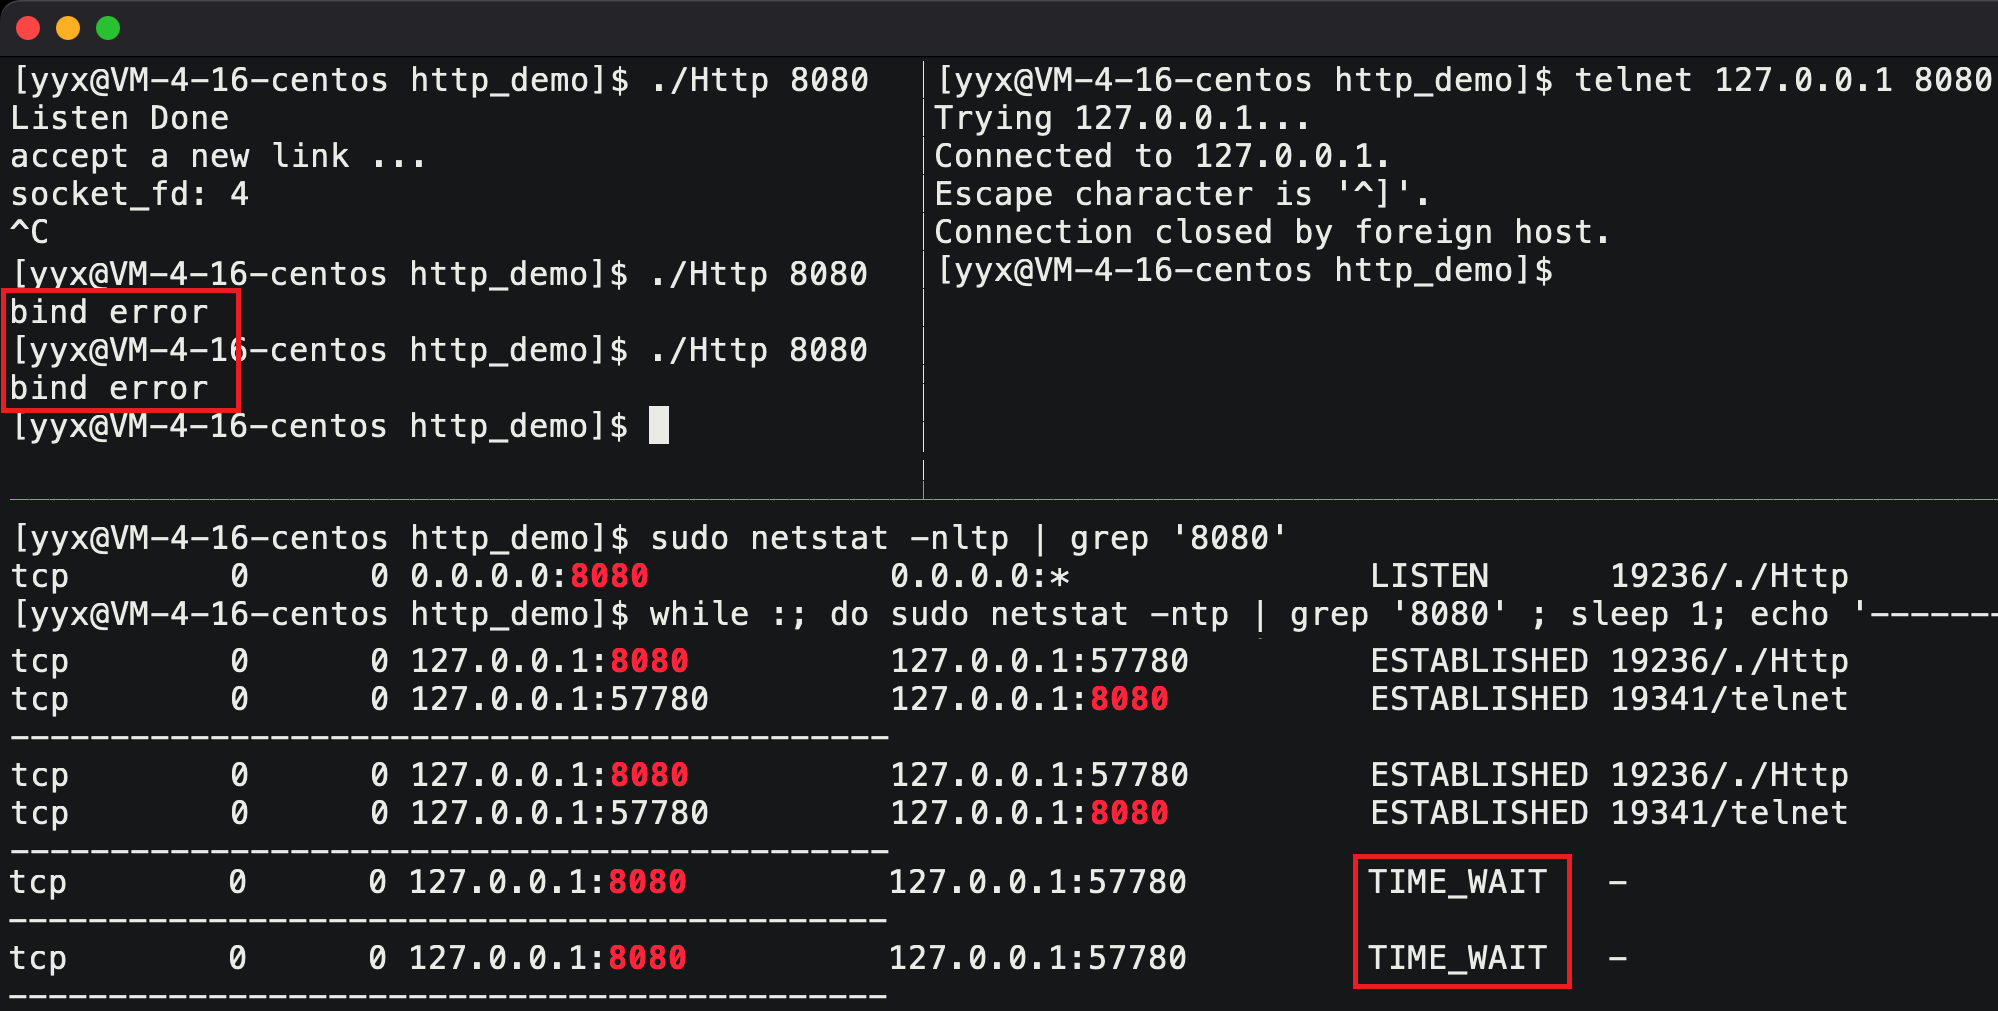 [yyx@VM-4-16-centos http_demo]$ ./Http 8080
Listen Done
accept a new link ...
socket_fd: 4
^C
[yyx@VM-4-16-centos http_demo]$ ./Http 8080
bind error
[yyx@VM-4-16-centos http_demo]$ ./Http 8080
bind error
[yyx@VM-4-16-centos http_demo]$
[yyx@VM-4-16-centos http_demo]$ telnet 127.0.0.1 8080
Trying 127.0.0.1...
Connected to 127.0.0.1.
Escape character is '^]'.
Connection closed by foreign host.
[yyx@VM-4-16-centos http_demo]$
[yyx@VM-4-16-centos http_demo]$ sudo netstat -nltp | grep '8080'
tcp 0 0 0.0.0.0:8080 0.0.0.0:* LISTEN 19236/./Http
[yyx@VM-4-16-centos http_demo]$ while :; do sudo netstat -ntp | grep '8080' ; sleep 1; echo '-------
tcp 0 0 127.0.0.1:8080 127.0.0.1:57780 ESTABLISHED 19236/./Http
tcp 0 0 127.0.0.1:57780 127.0.0.1:8080 ESTABLISHED 19341/telnet
--------------------------------------------
tcp 0 0 127.0.0.1:8080 127.0.0.1:57780 ESTABLISHED 19236/./Http
tcp 0 0 127.0.0.1:57780 127.0.0.1:8080 ESTABLISHED 19341/telnet
--------------------------------------------
tcp 0 0 127.0.0.1:8080 127.0.0.1:57780 TIME_WAIT -
--------------------------------------------
tcp 0 0 127.0.0.1:8080 127.0.0.1:57780 TIME_WAIT -
--------------------------------------------